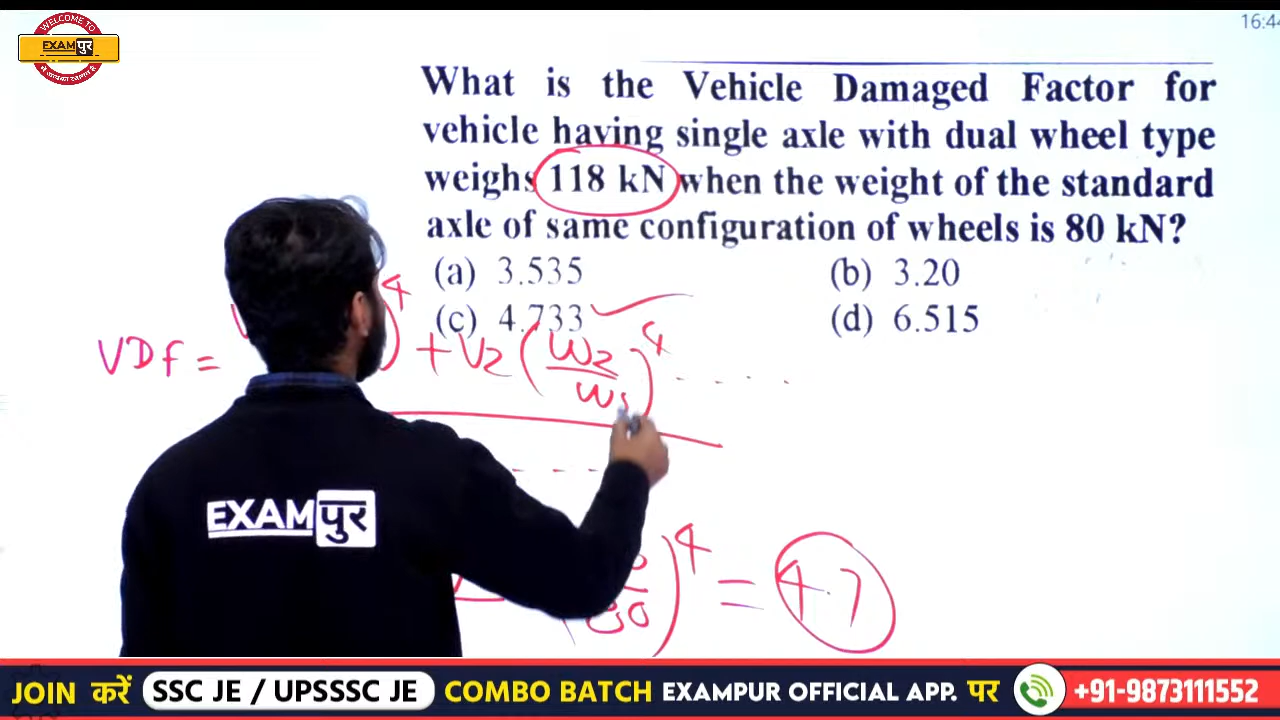 WELCOME TO
EXAMपुर
16:44
What is the Vehicle Damaged Factor for
vehicle having single axle with dual wheel type
weighs 118 kN when the weight of the standard
axle of same configuration of wheels is 80 kN?
(a) 3.535 (b) 3.20
(c) 4.733 (d) 6.515
VDf = )⁴ + V2 (W2/Ws)⁴ - - - - -
- - - -
80 )⁴ = 4.7
EXAMपुर
JOIN करें SSC JE / UPSSSC JE COMBO BATCH EXAMPUR OFFICIAL APP. पर +91-9873111552